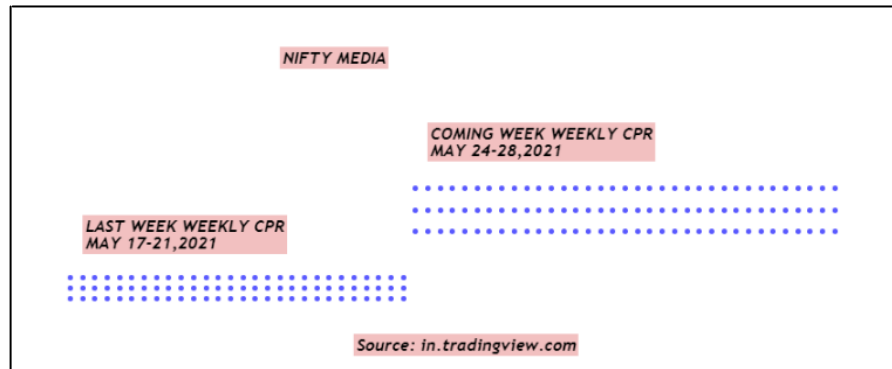 NIFTY MEDIA
COMING WEEK WEEKLY CPR
MAY 24-28,2021
LAST WEEK WEEKLY CPR
MAY 17-21,2021
Source: in.tradingview.com